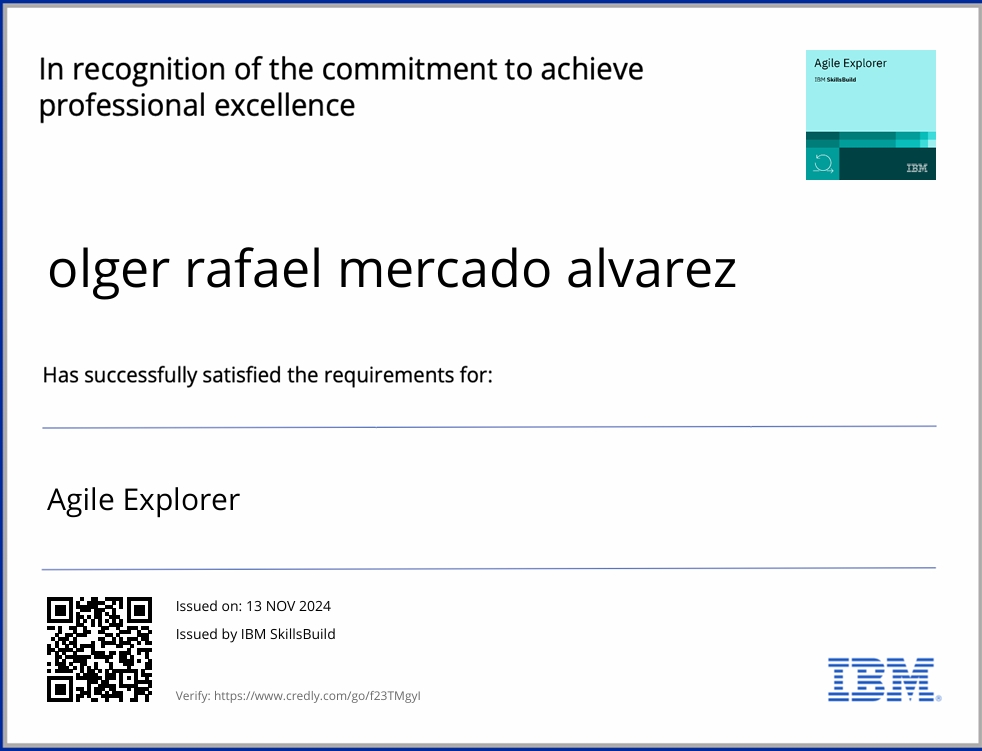 In recognition of the commitment to achieve
professional excellence
Agile Explorer
IBM SkillsBuild
IBM
olger rafael mercado alvarez
Has successfully satisfied the requirements for:
Agile Explorer
Issued on: 13 NOV 2024
Issued by IBM SkillsBuild
Verify: https://www.credly.com/go/f23TMgyI
IBM®